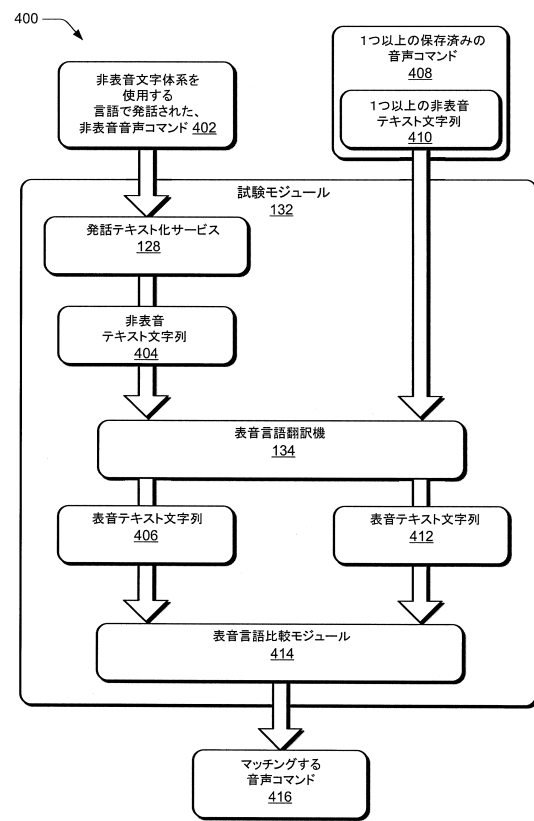 400
非表音文字体系を
使用する
言語で発話された、
非表音音声コマンド 402
1つ以上の保存済みの
音声コマンド
408
1つ以上の非表音
テキスト文字列
410
試験モジュール
132
発話テキスト化サービス
128
非表音
テキスト文字列
404
表音言語翻訳機
134
表音テキスト文字列
406
表音テキスト文字列
412
表音言語比較モジュール
414
マッチングする
音声コマンド
416